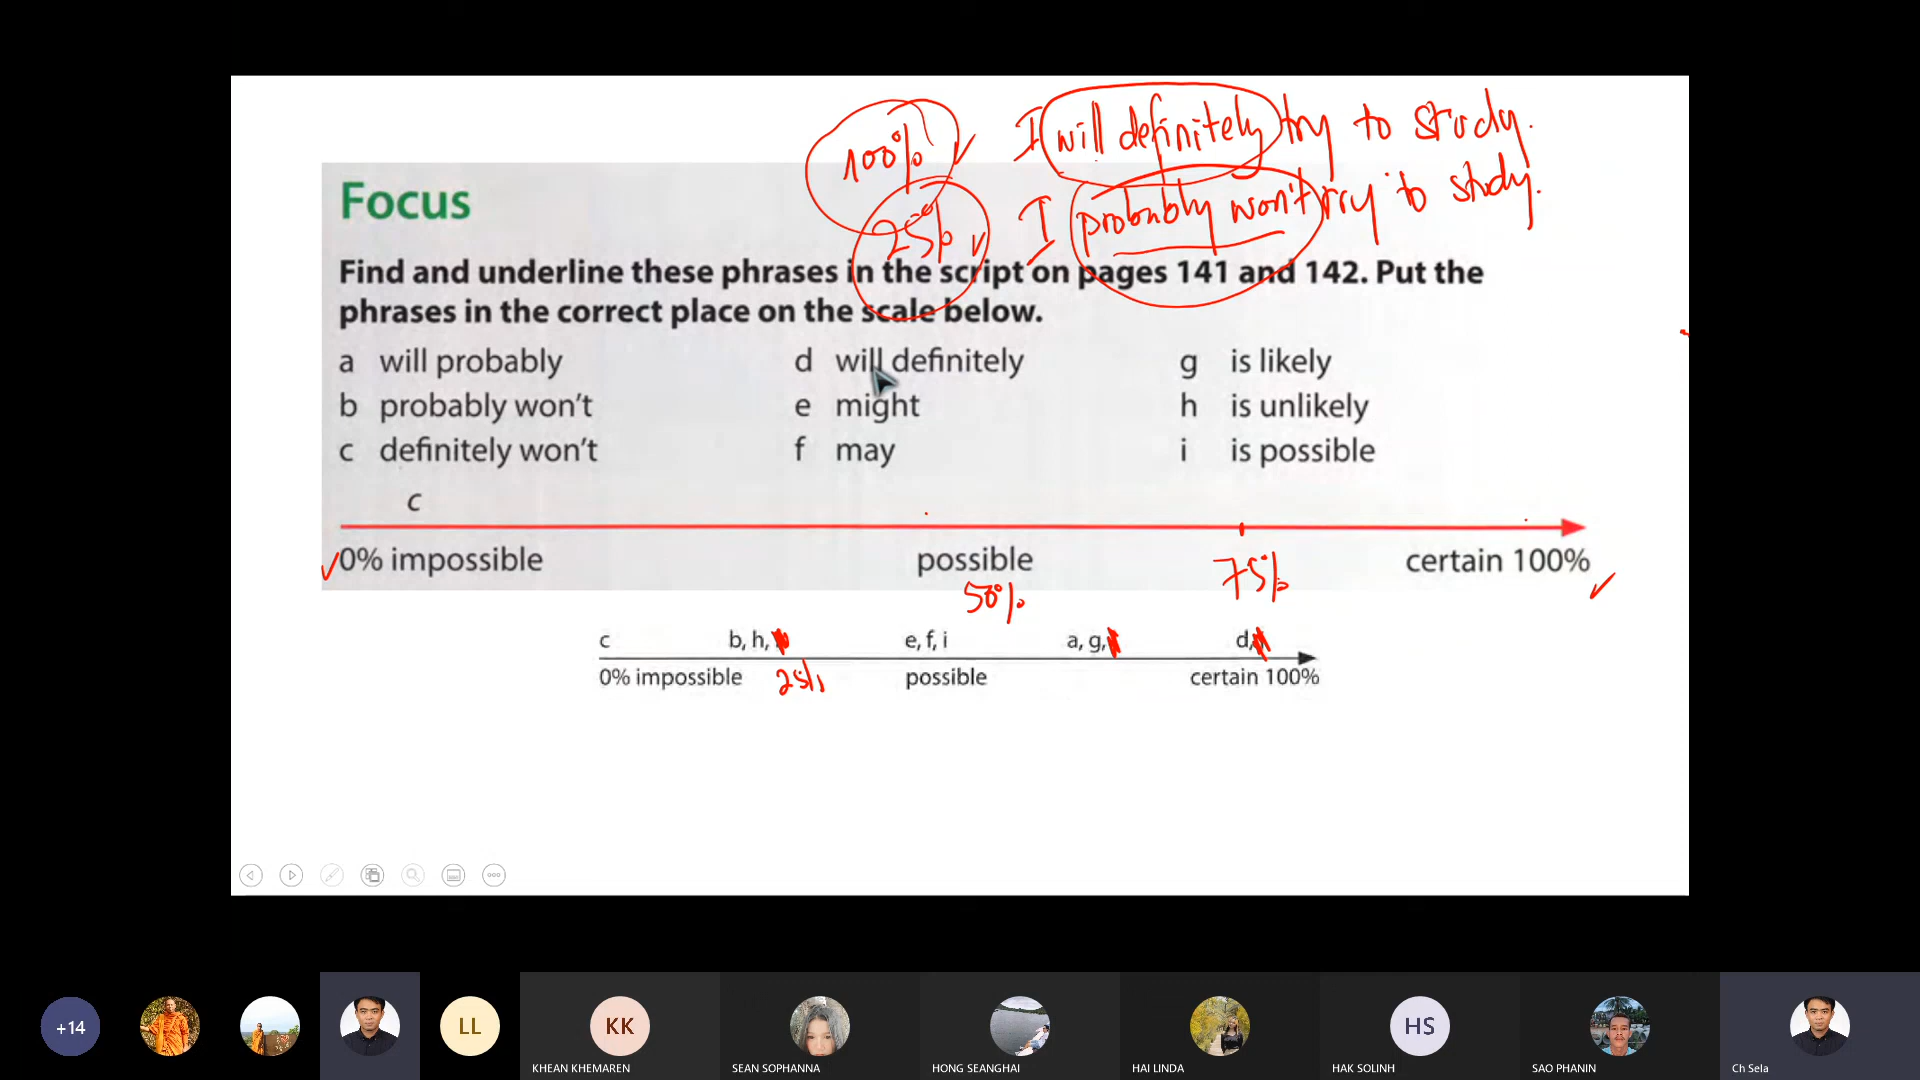 100% I will definitely try to study.
25% I probably won't try to study.
Focus
Find and underline these phrases in the script on pages 141 and 142. Put the
phrases in the correct place on the scale below.
a will probably d will definitely g is likely
b probably won't e might h is unlikely
c definitely won't f may i is possible
c
0% impossible possible 75% certain 100%
50%
c b, h, e, f, i a, g, d,
0% impossible 25% possible certain 100%
+14 LL KK HS
KHEAN KHEMAREN SEAN SOPHANNA HONG SEANGHAI HAI LINDA HAK SOLINH SAO PHANIN Ch Sela